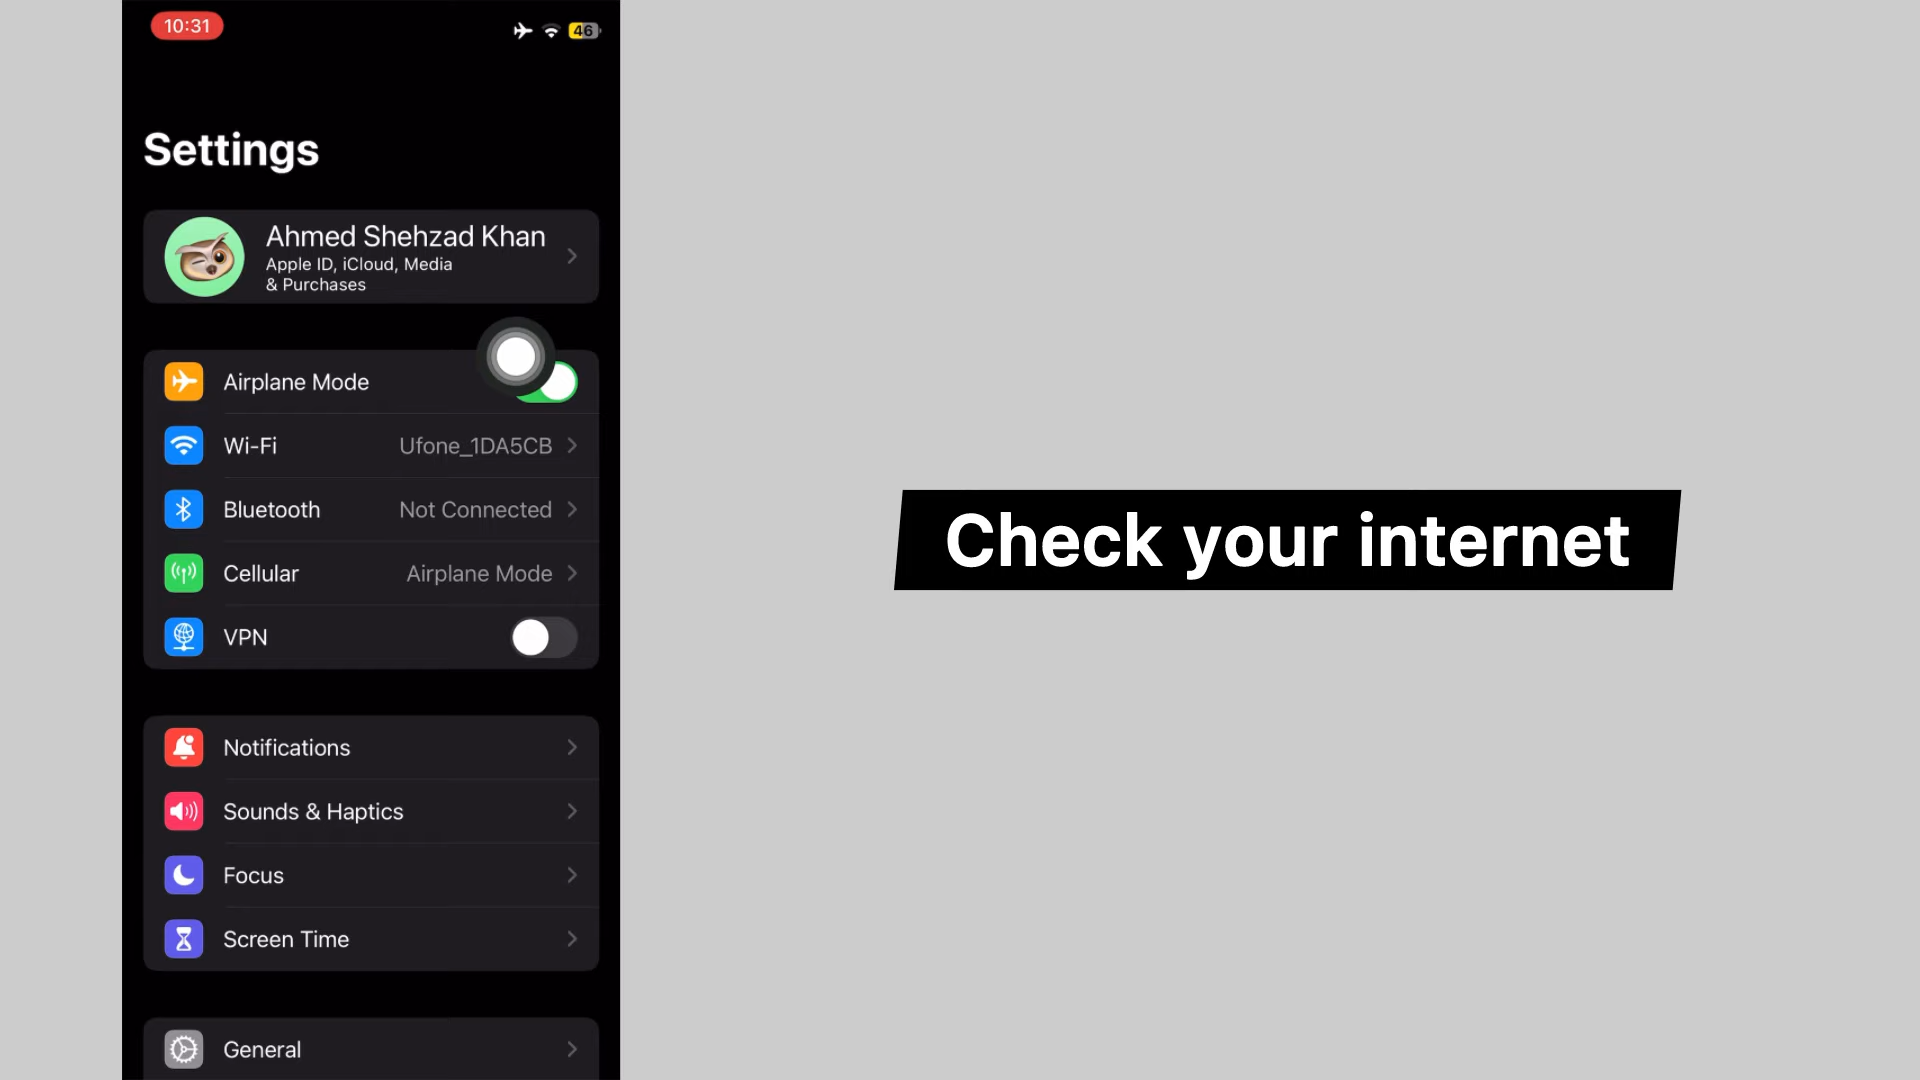 10:31
46
Settings
Ahmed Shehzad Khan
Apple ID, iCloud, Media
& Purchases
Airplane Mode
Wi-Fi Ufone_1DA5CB
Bluetooth Not Connected
Cellular Airplane Mode
VPN
Notifications
Sounds & Haptics
Focus
Screen Time
General
Check your internet